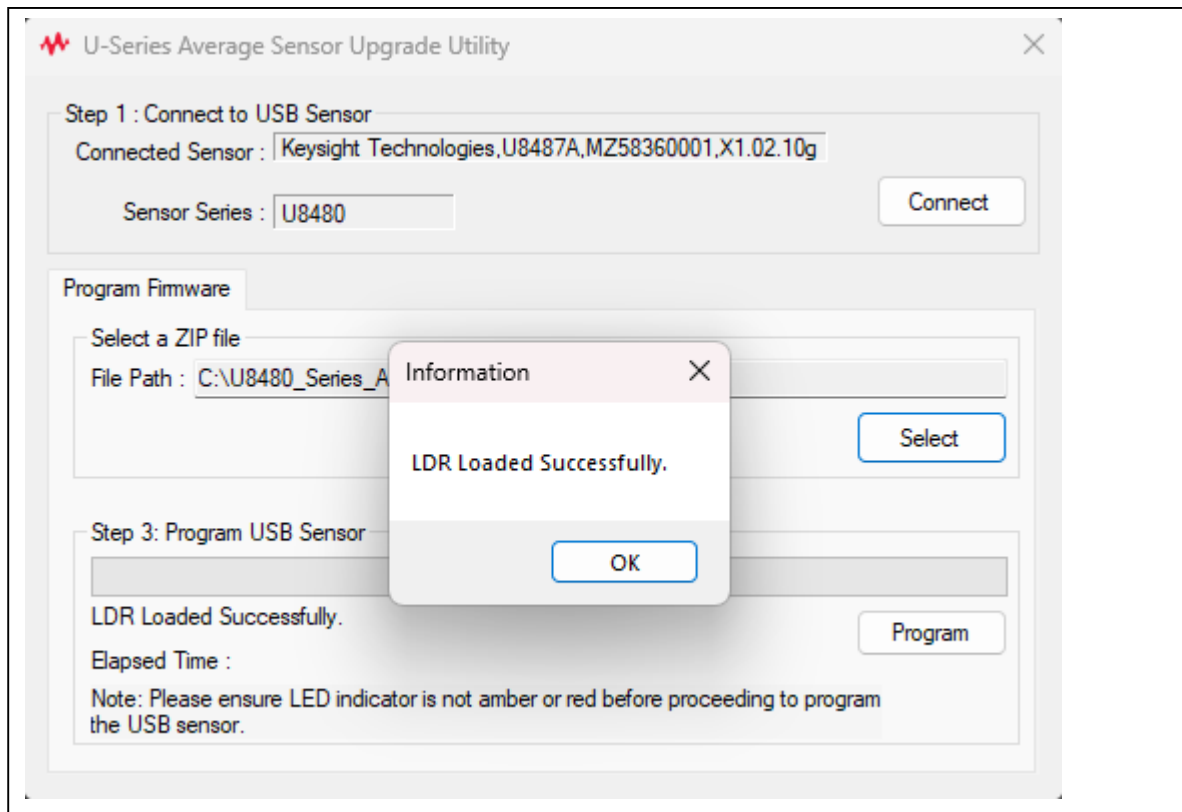 U-Series Average Sensor Upgrade Utility
Step 1 : Connect to USB Sensor
Connected Sensor : Keysight Technologies,U8487A,MZ58360001,X1.02.10g
Sensor Series : U8480
Connect
Program Firmware
Select a ZIP file
File Path : C:\U8480_Series_A
Select
Information
LDR Loaded Successfully.
OK
Step 3: Program USB Sensor
LDR Loaded Successfully.
Program
Elapsed Time :
Note: Please ensure LED indicator is not amber or red before proceeding to program
the USB sensor.